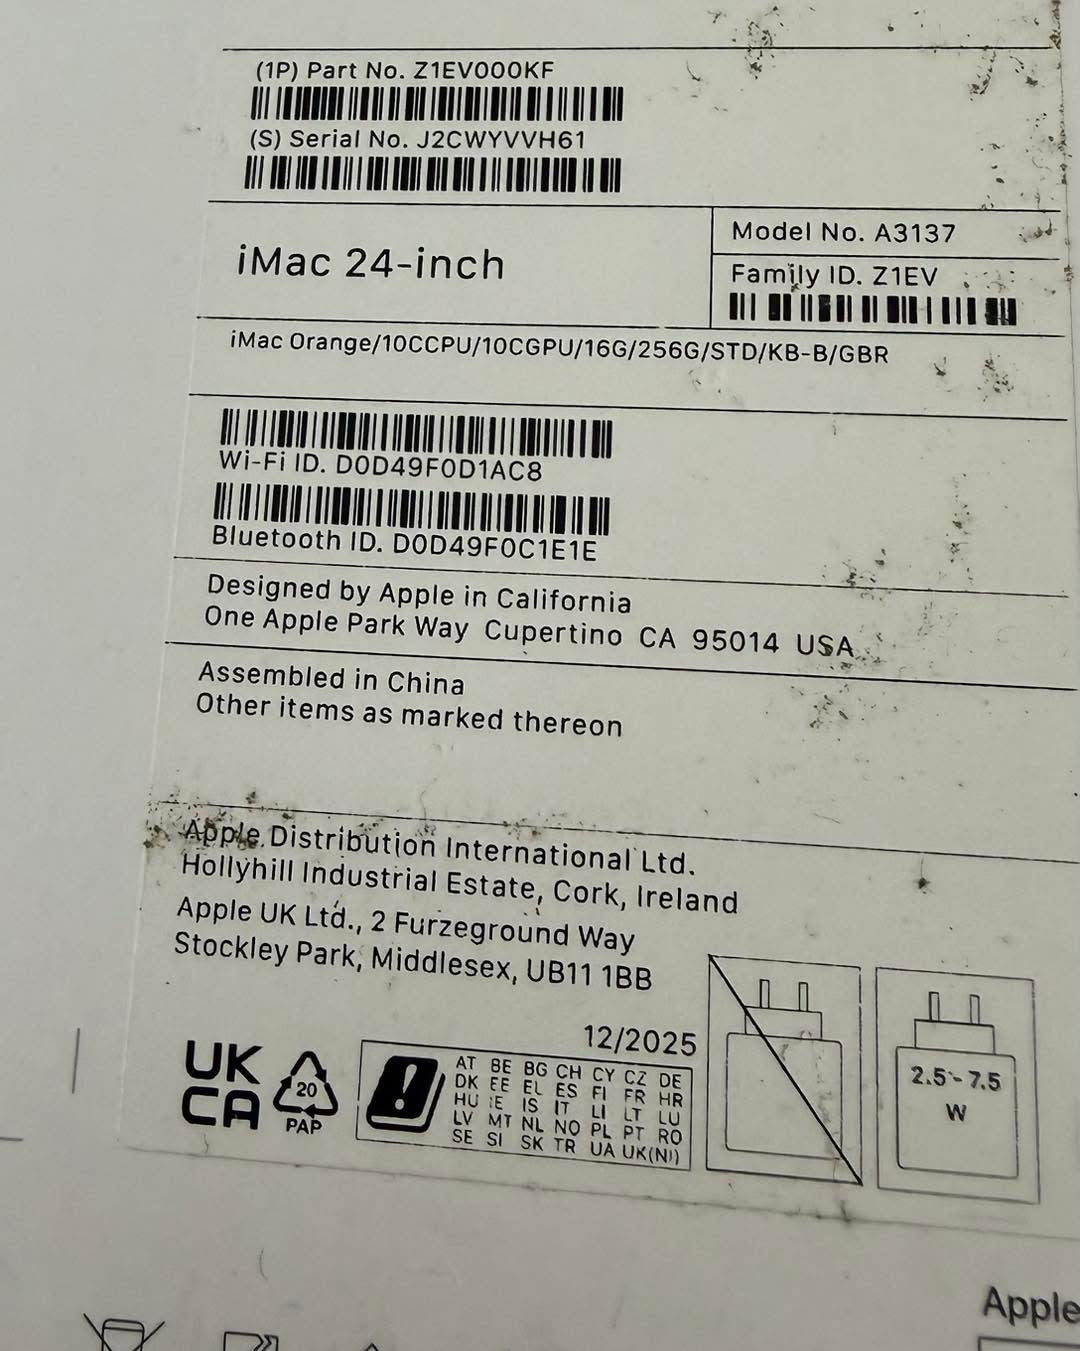 (1P) Part No. Z1EV000KF
(S) Serial No. J2CWYVVH61
iMac 24-inch
Model No. A3137
Family ID. Z1EV
iMac Orange/10CCPU/10CGPU/16G/256G/STD/KB-B/GBR
Wi-Fi ID. D0D49F0D1AC8
Bluetooth ID. D0D49F0C1E1E
Designed by Apple in California
One Apple Park Way Cupertino CA 95014 USA
Assembled in China
Other items as marked thereon
Apple Distribution International Ltd.
Hollyhill Industrial Estate, Cork, Ireland
Apple UK Ltd., 2 Furzeground Way
Stockley Park, Middlesex, UB11 1BB
12/2025
UK
CA
20
PAP
!
AT BE BG CH CY CZ DE
DK EE EL ES FI FR HR
HU IE IS IT LI LT LU
LV MT NL NO PL PT RO
SE SI SK TR UA UK(NI)
2.5 - 7.5
W
Apple